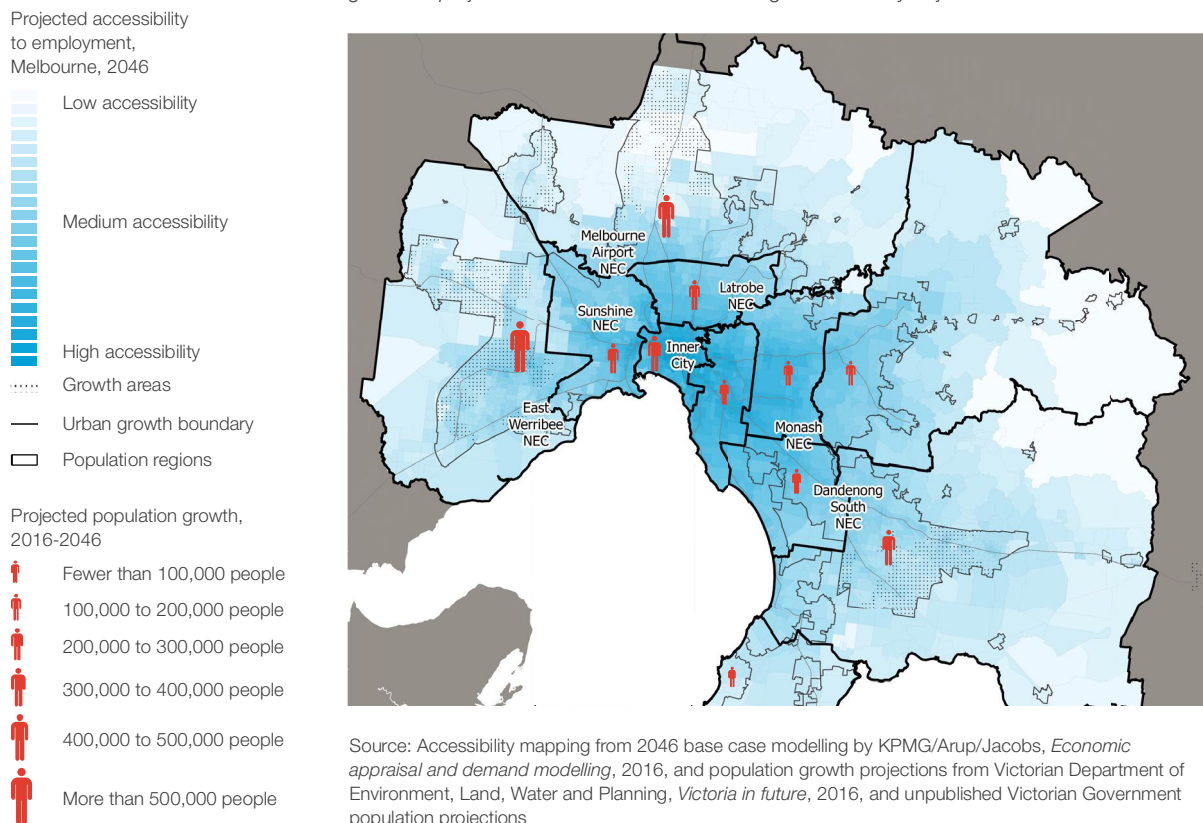 Projected accessibility
to employment,
Melbourne, 2046
Low accessibility
Medium accessibility
High accessibility
Growth areas
Urban growth boundary
Population regions
Projected population growth,
2016-2046
Fewer than 100,000 people
100,000 to 200,000 people
200,000 to 300,000 people
300,000 to 400,000 people
400,000 to 500,000 people
More than 500,000 people
Melbourne
Airport
NEC
Latrobe
NEC
Sunshine
NEC
Inner
City
East
Werribee
NEC
Monash
NEC
Dandenong
South
NEC
Source: Accessibility mapping from 2046 base case modelling by KPMG/Arup/Jacobs, Economic
appraisal and demand modelling, 2016, and population growth projections from Victorian Department of
Environment, Land, Water and Planning, Victoria in future, 2016, and unpublished Victorian Government
population projections